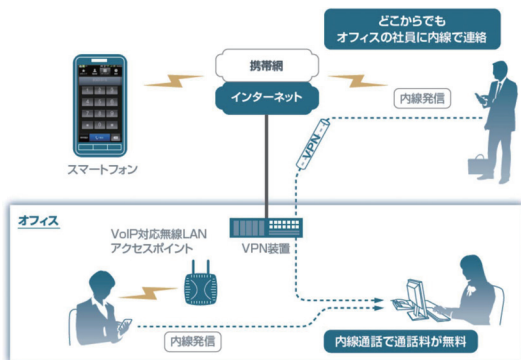 どこからでも
オフィスの社員に内線で連絡
携帯網
インターネット
内線発信
VPN
スマートフォン
オフィス
VoIP対応無線LAN
アクセスポイント
VPN装置
内線発信
内線通話で通話料が無料